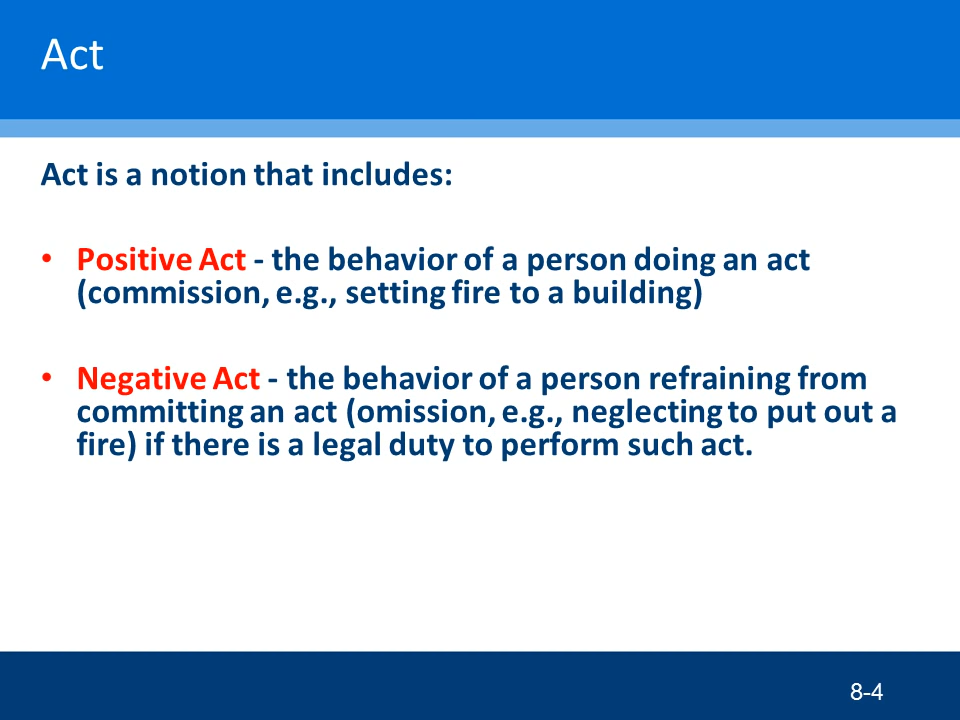 Act
Act is a notion that includes:
• Positive Act - the behavior of a person doing an act
(commission, e.g., setting fire to a building)
• Negative Act - the behavior of a person refraining from
committing an act (omission, e.g., neglecting to put out a
fire) if there is a legal duty to perform such act.
8-4